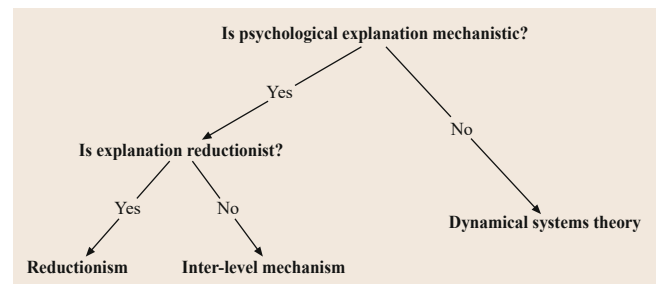 Is psychological explanation mechanistic?
Yes
No
Is explanation reductionist?
Yes
No
Dynamical systems theory
Reductionism
Inter-level mechanism